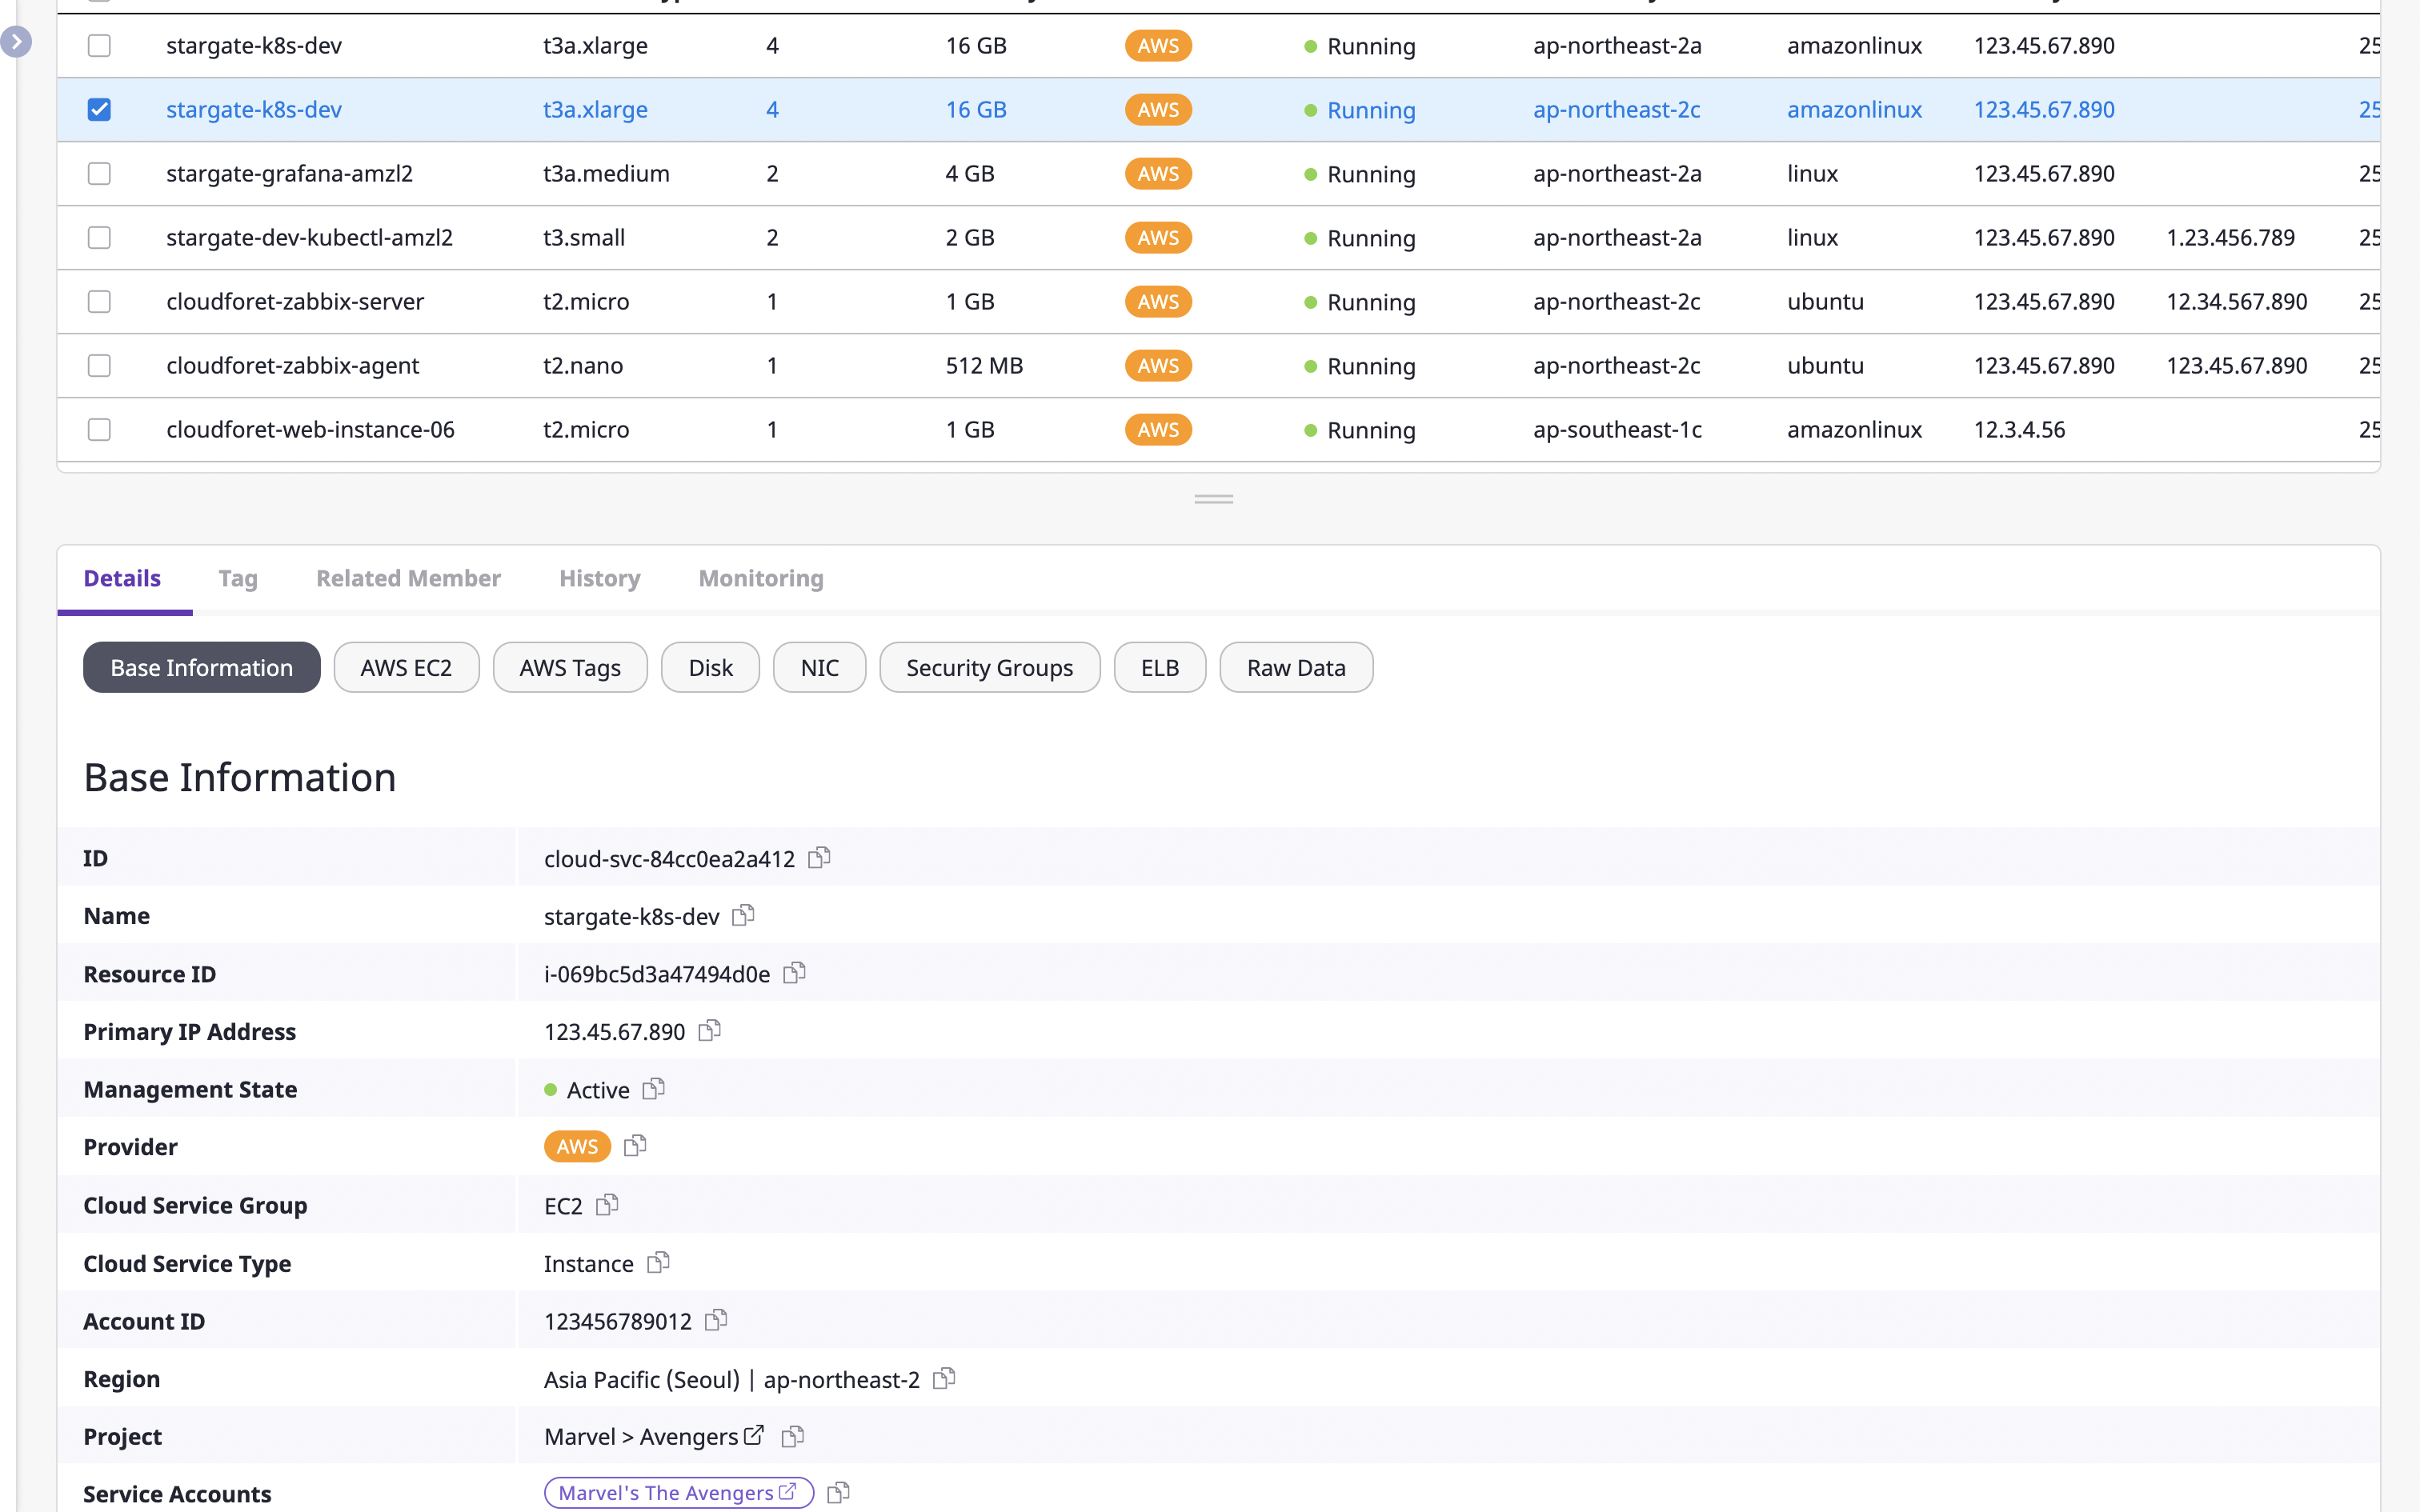 stargate-k8s-dev t3a.xlarge 4 16 GB AWS Running ap-northeast-2a amazonlinux 123.45.67.890 25
stargate-k8s-dev t3a.xlarge 4 16 GB AWS Running ap-northeast-2c amazonlinux 123.45.67.890 25
stargate-grafana-amzl2 t3a.medium 2 4 GB AWS Running ap-northeast-2a linux 123.45.67.890 25
stargate-dev-kubectl-amzl2 t3.small 2 2 GB AWS Running ap-northeast-2a linux 123.45.67.890 1.23.456.789 25
cloudforet-zabbix-server t2.micro 1 1 GB AWS Running ap-northeast-2c ubuntu 123.45.67.890 12.34.567.890 25
cloudforet-zabbix-agent t2.nano 1 512 MB AWS Running ap-northeast-2c ubuntu 123.45.67.890 123.45.67.890 25
cloudforet-web-instance-06 t2.micro 1 1 GB AWS Running ap-southeast-1c amazonlinux 12.3.4.56 25
Details Tag Related Member History Monitoring
Base Information AWS EC2 AWS Tags Disk NIC Security Groups ELB Raw Data
Base Information
ID cloud-svc-84cc0ea2a412
Name stargate-k8s-dev
Resource ID i-069bc5d3a47494d0e
Primary IP Address 123.45.67.890
Management State Active
Provider AWS
Cloud Service Group EC2
Cloud Service Type Instance
Account ID 123456789012
Region Asia Pacific (Seoul) | ap-northeast-2
Project Marvel > Avengers
Service Accounts Marvel's The Avengers